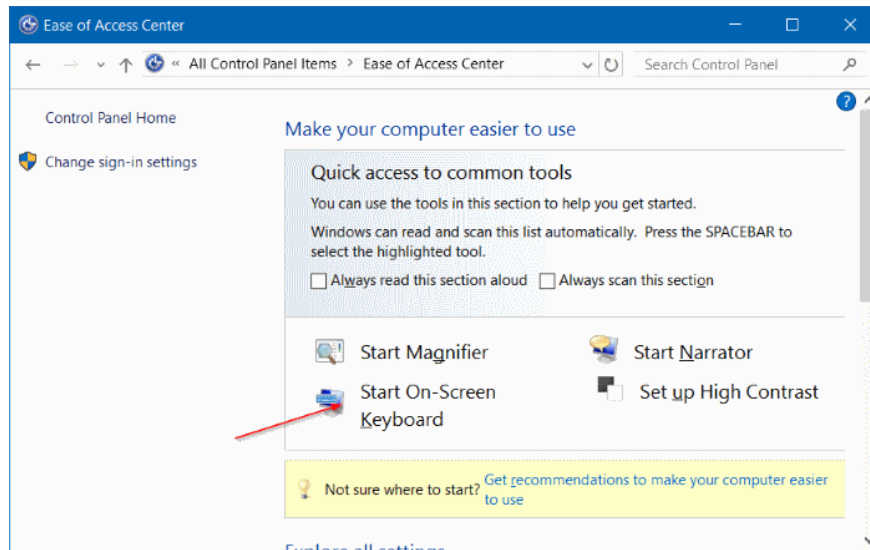 Ease of Access Center
« All Control Panel Items > Ease of Access Center
Search Control Panel
Control Panel Home
Change sign-in settings
?
Make your computer easier to use
Quick access to common tools
You can use the tools in this section to help you get started.
Windows can read and scan this list automatically. Press the SPACEBAR to
select the highlighted tool.
Always read this section aloud
Always scan this section
Start Magnifier
Start Narrator
Start On-Screen
Keyboard
Set up High Contrast
Not sure where to start?
Get recommendations to make your computer easier
to use
Explore all settings